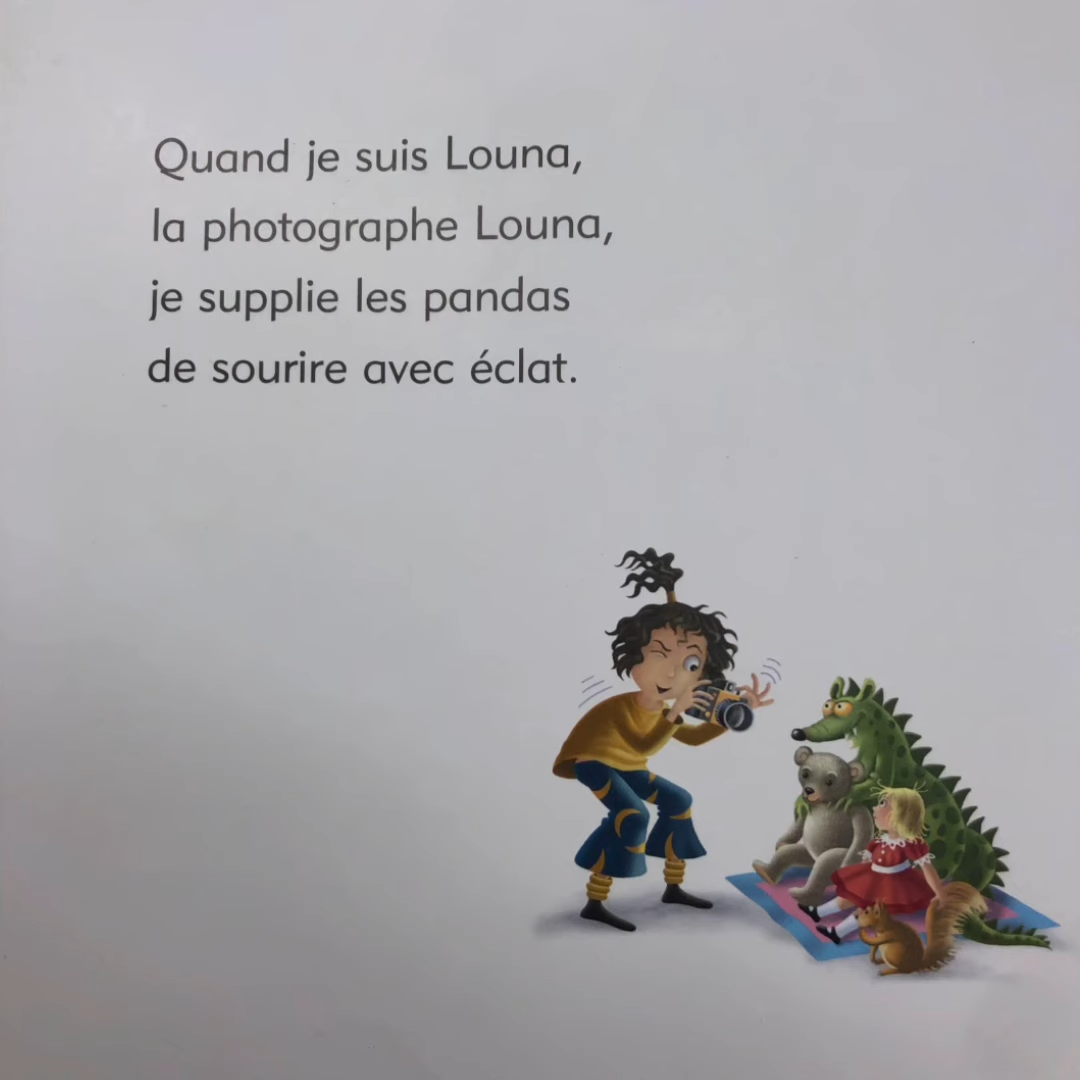 Quand je suis Louna,
la photographe Louna,
je supplie les pandas
de sourire avec éclat.